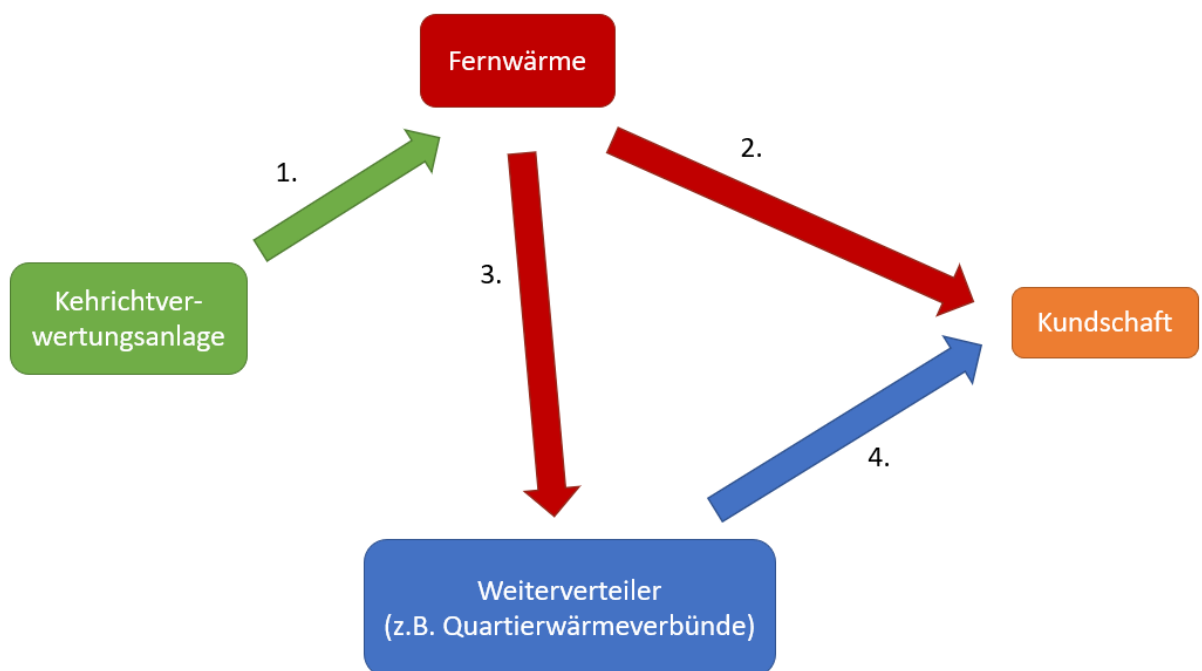 Fernwärme
1.
2.
3.
Kehrichtver-
wertungsanlage
Kundschaft
4.
Weiterverteiler
(z.B. Quartierwärmeverbünde)